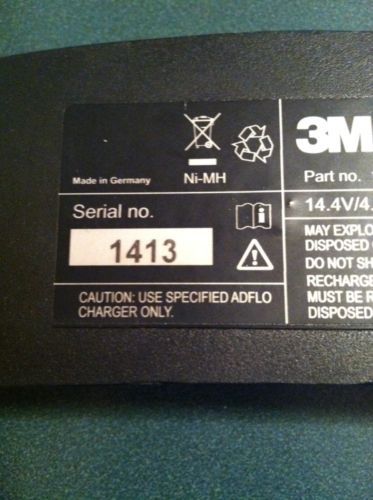 Made in Germany
Ni-MH
3M
Part no.
Serial no.
1413
14.4V/4.
MAY EXPLO
DISPOSED
DO NOT SH
RECHARGE
MUST BE R
DISPOSED
CAUTION: USE SPECIFIED ADFLO
CHARGER ONLY.